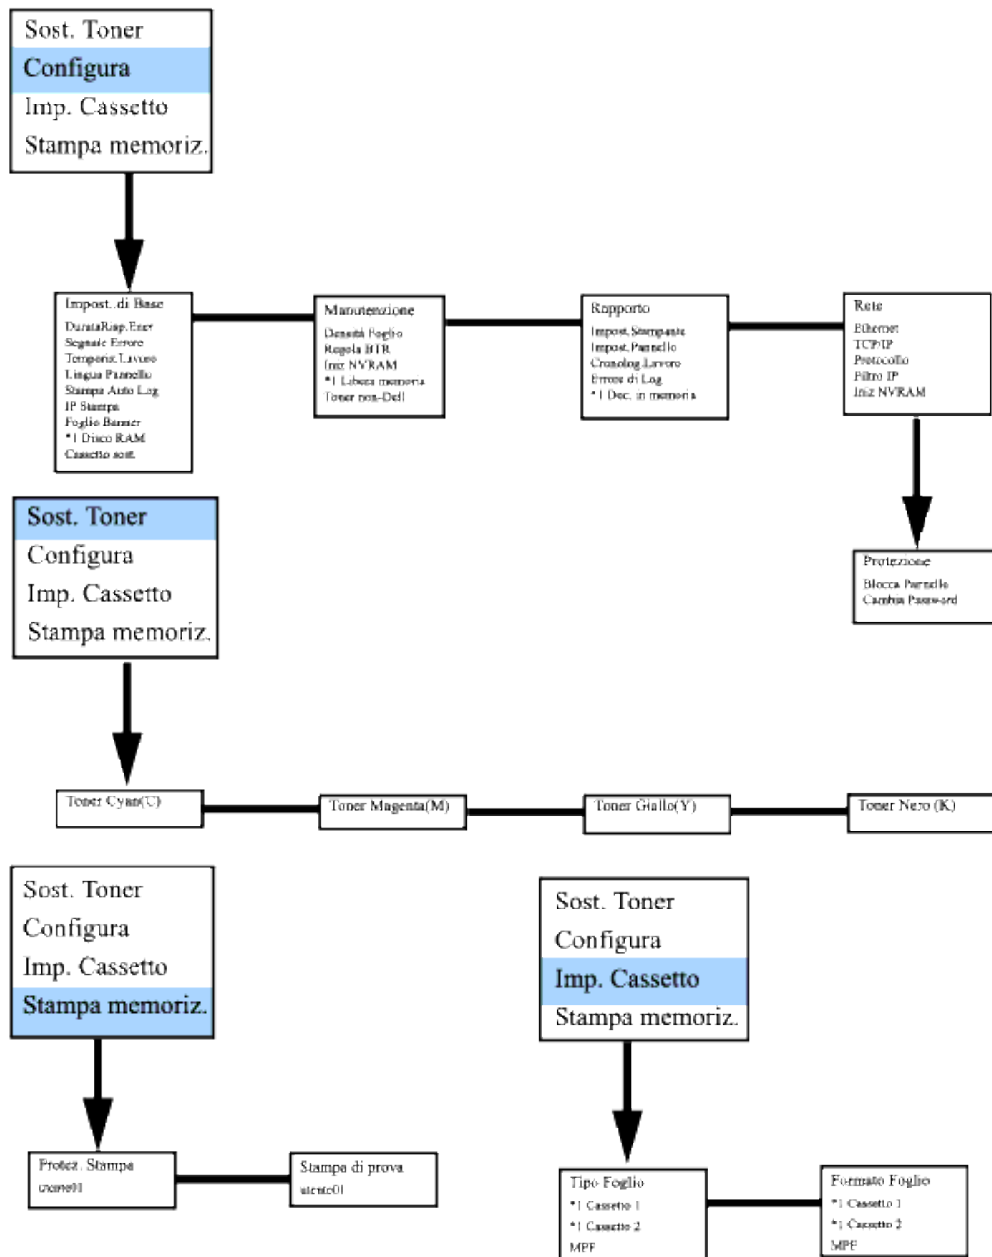 Sost. Toner
Configura
Imp. Cassetto
Stampa memoriz.
Impost. di Base
DurataRisp.Ener
Segnale Errore
Temporiz.Lavoro
Lingua Pannello
Stampa Auto Log
IP Stampa
Foglio Banner
*1 Disco RAM
Cassetto sost.
Manutenzione
Densità Foglio
Regola BTR
Iniz NVRAM
*1 Libera memoria
Toner non-Dell
Rapporto
Impost.Stampante
Impost.Pannello
Cronolog.Lavoro
Errore di Log
*1 Doc. in memoria
Rete
Ethernet
TCP/IP
Protocollo
Filtro IP
Iniz NVRAM
Protezione
Blocca Pannello
Cambia Password
Sost. Toner
Configura
Imp. Cassetto
Stampa memoriz.
Toner Cyan(C)
Toner Magenta(M)
Toner Giallo(Y)
Toner Nero (K)
Sost. Toner
Configura
Imp. Cassetto
Stampa memoriz.
Protez. Stampa
utente01
Stampa di prova
utente01
Sost. Toner
Configura
Imp. Cassetto
Stampa memoriz.
Tipo Foglio
*1 Cassetto 1
*1 Cassetto 2
MPF
Formato Foglio
*1 Cassetto 1
*1 Cassetto 2
MPF